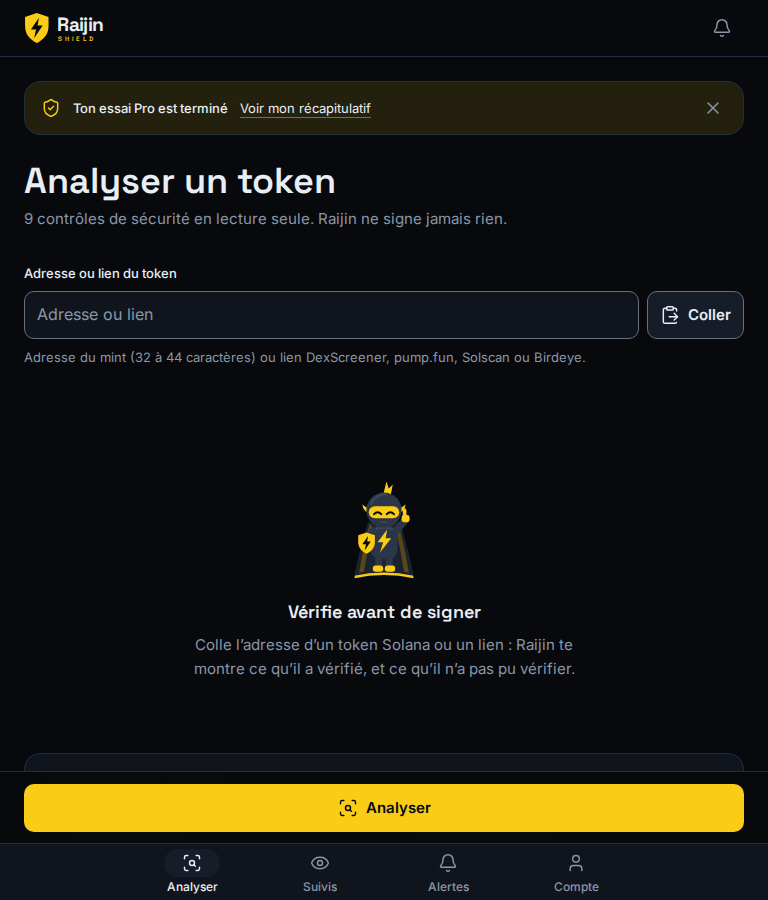 Raijin
SHIELD
Ton essai Pro est terminé Voir mon récapitulatif
Analyser un token
9 contrôles de sécurité en lecture seule. Raijin ne signe jamais rien.
Adresse ou lien du token
Adresse ou lien
Coller
Adresse du mint (32 à 44 caractères) ou lien DexScreener, pump.fun, Solscan ou Birdeye.
Vérifie avant de signer
Colle l’adresse d’un token Solana ou un lien : Raijin te
montre ce qu’il a vérifié, et ce qu’il n’a pas pu vérifier.
Analyser
Analyser Suivis Alertes Compte